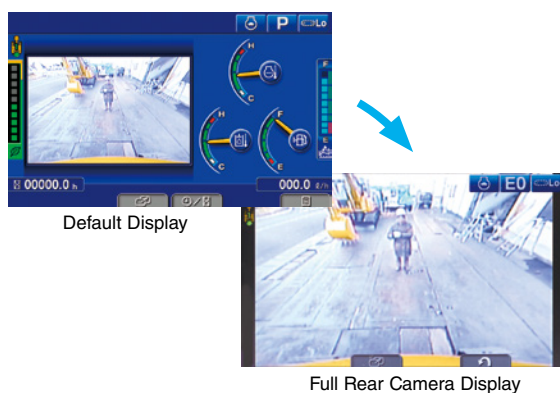 P Lo
H
C
H
C
F
E
F
E
00000.0 h
000.0 ℓ/h
Default Display
E0 Lo
Full Rear Camera Display